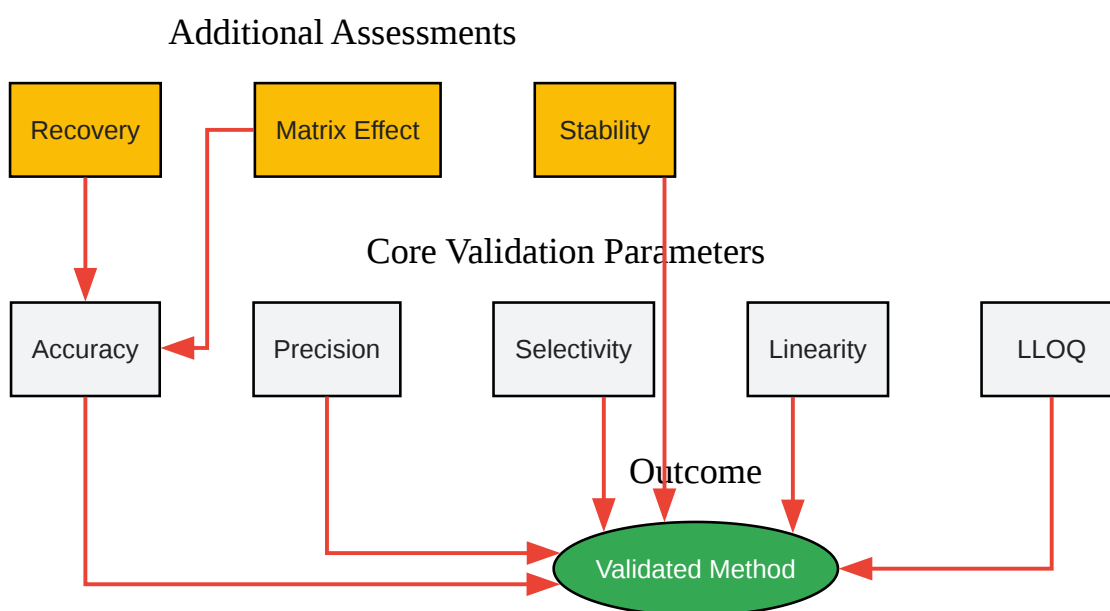 Additional Assessments
Recovery
Matrix Effect
Stability
Core Validation Parameters
Accuracy
Precision
Selectivity
Linearity
LLOQ
Outcome
Validated Method